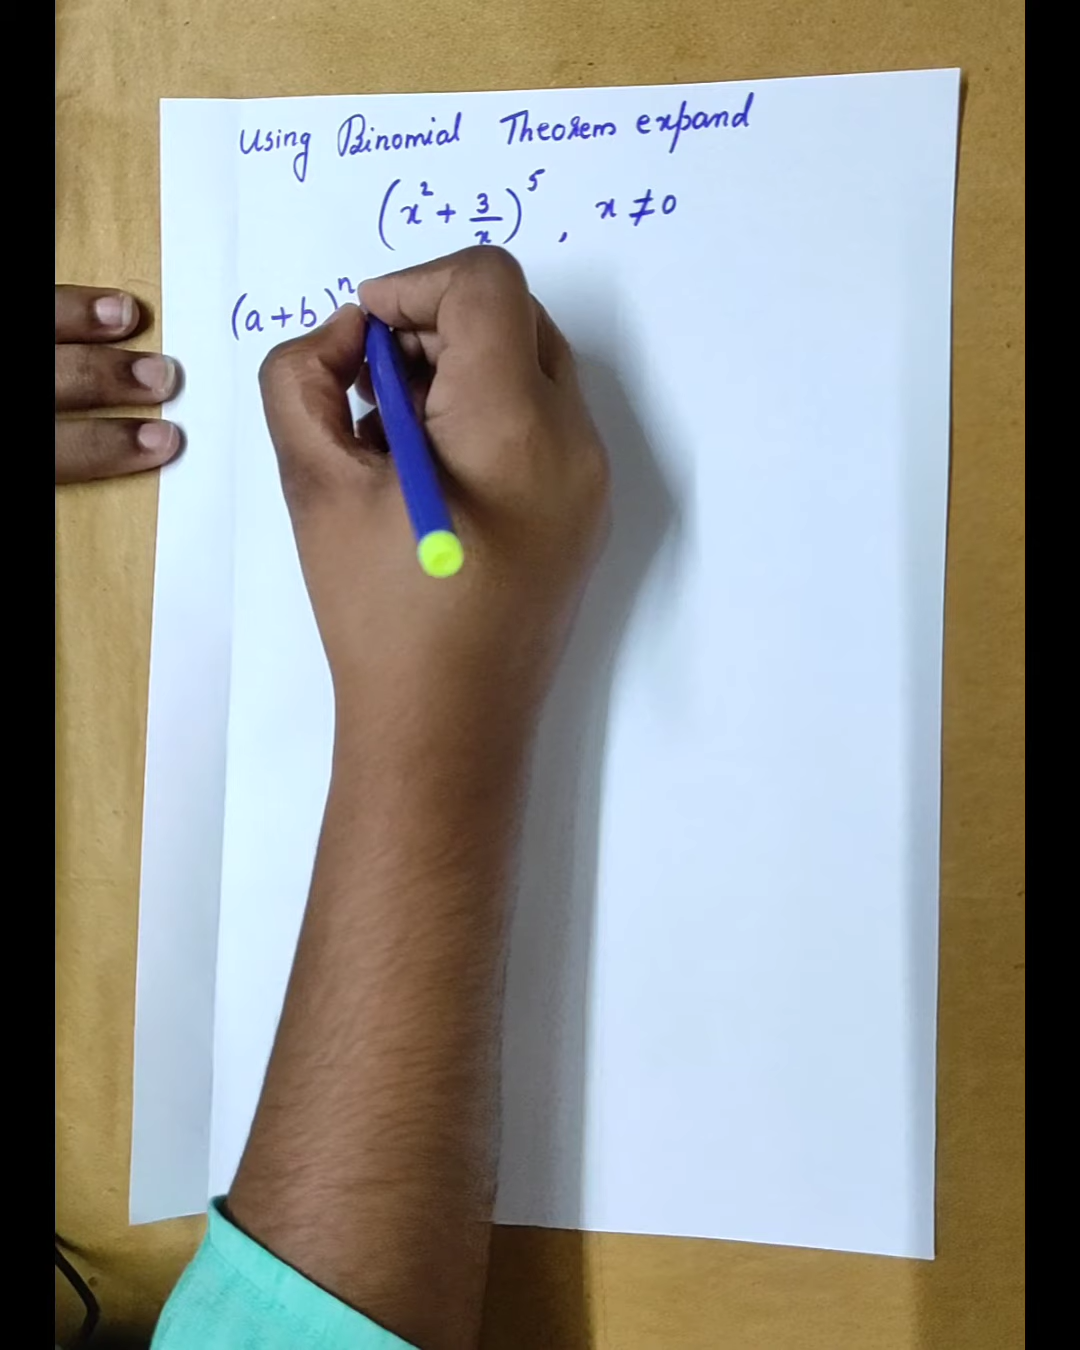 Using Binomial Theorem expand
(x² + 3/x)⁵, x ≠ 0
(a+b)ⁿ